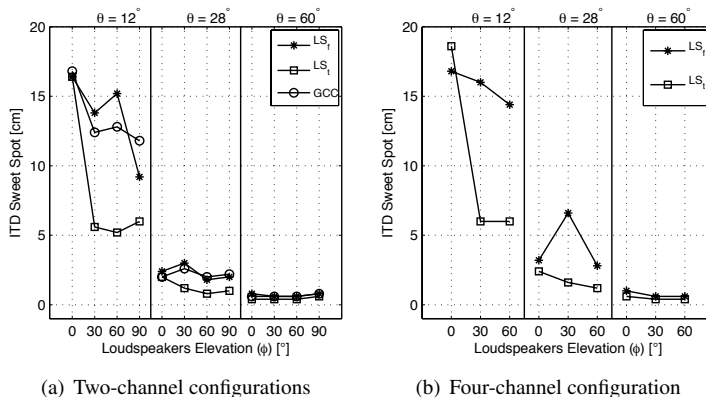 θ = 12° θ = 28° θ = 60°
LS_f
LS_t
GCC
20
15
10
5
0
ITD Sweet Spot [cm]
0 30 60 90 0 30 60 90 0 30 60 90
Loudspeakers Elevation (ϕ) [°]
(a) Two-channel configurations
θ = 12° θ = 28° θ = 60°
LS_f
LS_t
20
15
10
5
0
ITD Sweet Spot [cm]
0 30 60 0 30 60 0 30 60
Loudspeakers Elevation (ϕ) [°]
(b) Four-channel configuration